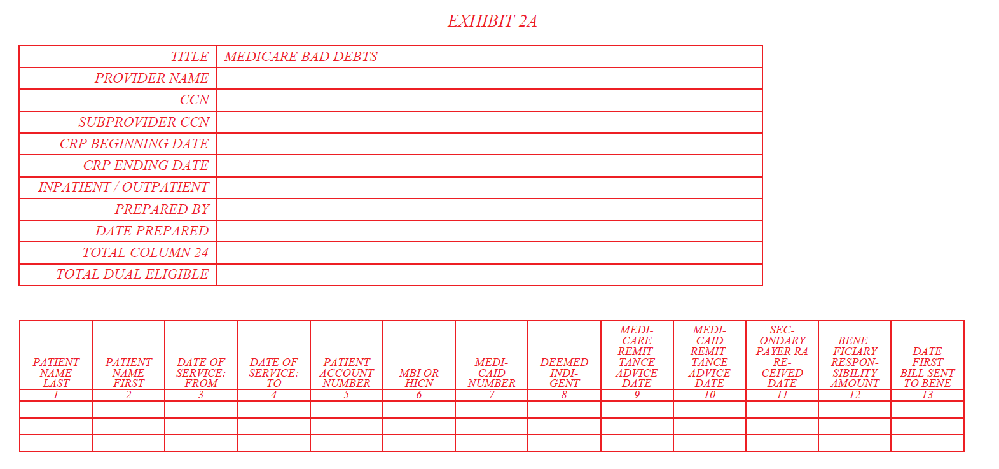 EXHIBIT 2A
TITLE MEDICARE BAD DEBTS
PROVIDER NAME
CCN
SUBPROVIDER CCN
CRP BEGINNING DATE
CRP ENDING DATE
INPATIENT / OUTPATIENT
PREPARED BY
DATE PREPARED
TOTAL COLUMN 24
TOTAL DUAL ELIGIBLE
PATIENT
NAME
LAST
PATIENT
NAME
FIRST
DATE OF
SERVICE:
FROM
DATE OF
SERVICE:
TO
PATIENT
ACCOUNT
NUMBER
MBI OR
HICN
MEDI-
CAID
NUMBER
DEEMED
INDI-
GENT
MEDI-
CARE
REMIT-
TANCE
ADVICE
DATE
MEDI-
CAID
REMIT-
TANCE
ADVICE
DATE
SEC-
ONDARY
PAYER RA
RE-
CEIVED
DATE
BENE-
FICIARY
RESPON-
SIBILITY
AMOUNT
DATE
FIRST
BILL SENT
TO BENE
1 2 3 4 5 6 7 8 9 10 11 12 13